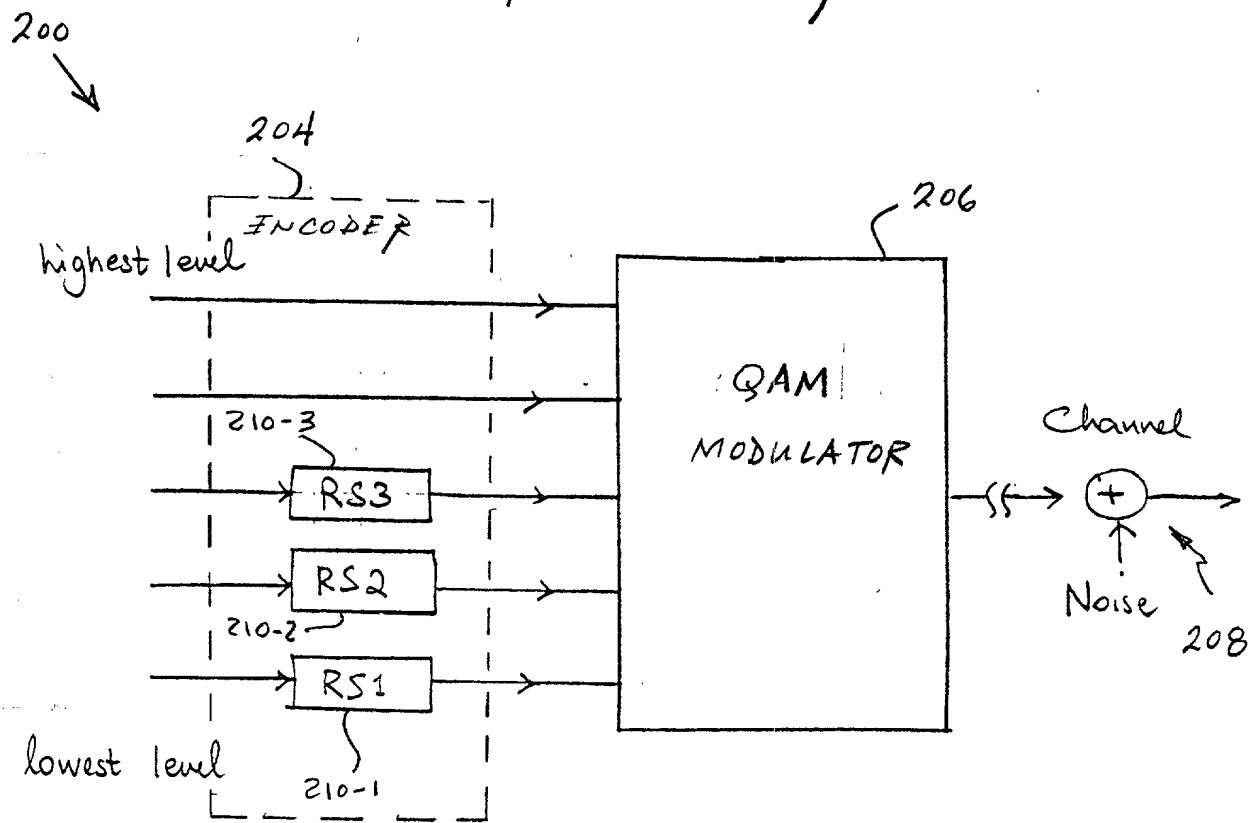 200
204
ENCODER
206
highest level
QAM
MODULATOR
210-3
RS3
Channel
+
RS2
210-2
Noise
208
RS1
lowest level
210-1